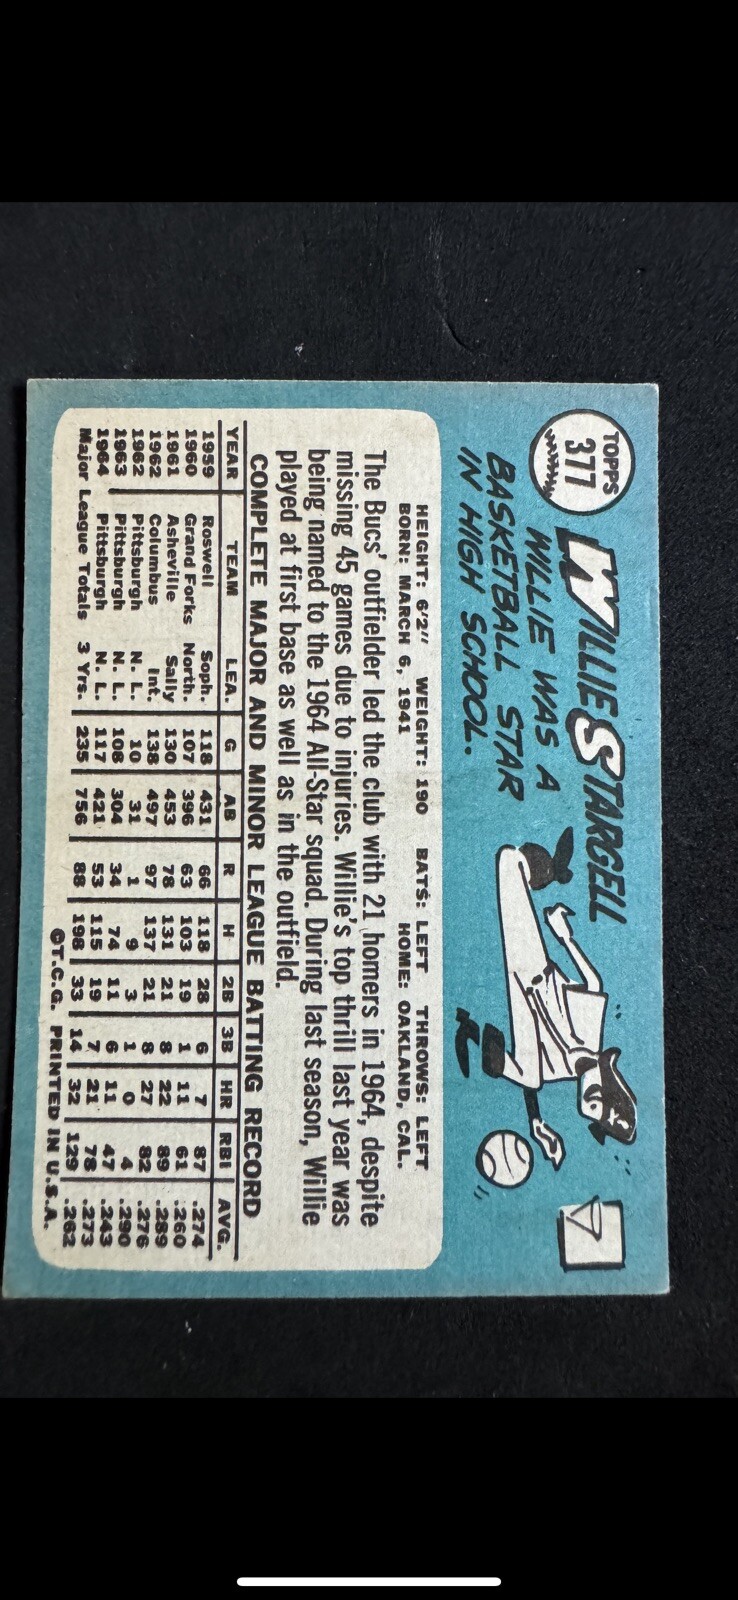 TOPPS
377
WILLIE STARGELL
WILLIE WAS A
BASKETBALL STAR
IN HIGH SCHOOL.
HEIGHT: 6'2" WEIGHT: 190 BATS: LEFT THROWS: LEFT
BORN: MARCH 6, 1941 HOME: OAKLAND, CAL.
The Bucs' outfielder led the club with 21 homers in 1964, despite
missing 45 games due to injuries. Willie's top thrill last year was
being named to the 1964 All-Star squad. During last season, Willie
played at first base as well as in the outfield.
COMPLETE MAJOR AND MINOR LEAGUE BATTING RECORD
YEAR TEAM LEA. G AB R H 2B 3B HR RBI AVG.
1959 Roswell Soph. 118 431 66 118 28 6 7 87 .274
1960 Grand Forks North. 107 396 63 103 19 1 11 61 .260
1961 Asheville Sally 130 453 78 131 21 8 22 89 .289
1962 Columbus Int. 138 497 97 137 21 8 27 82 .276
1962 Pittsburgh N. L. 10 31 1 9 3 1 0 4 .290
1963 Pittsburgh N. L. 108 304 34 74 11 6 11 47 .243
1964 Pittsburgh N. L. 117 421 53 115 19 7 21 78 .273
Major League Totals 3 Yrs. 235 756 88 198 33 14 32 129 .262
©T.C.G. PRINTED IN U.S.A.